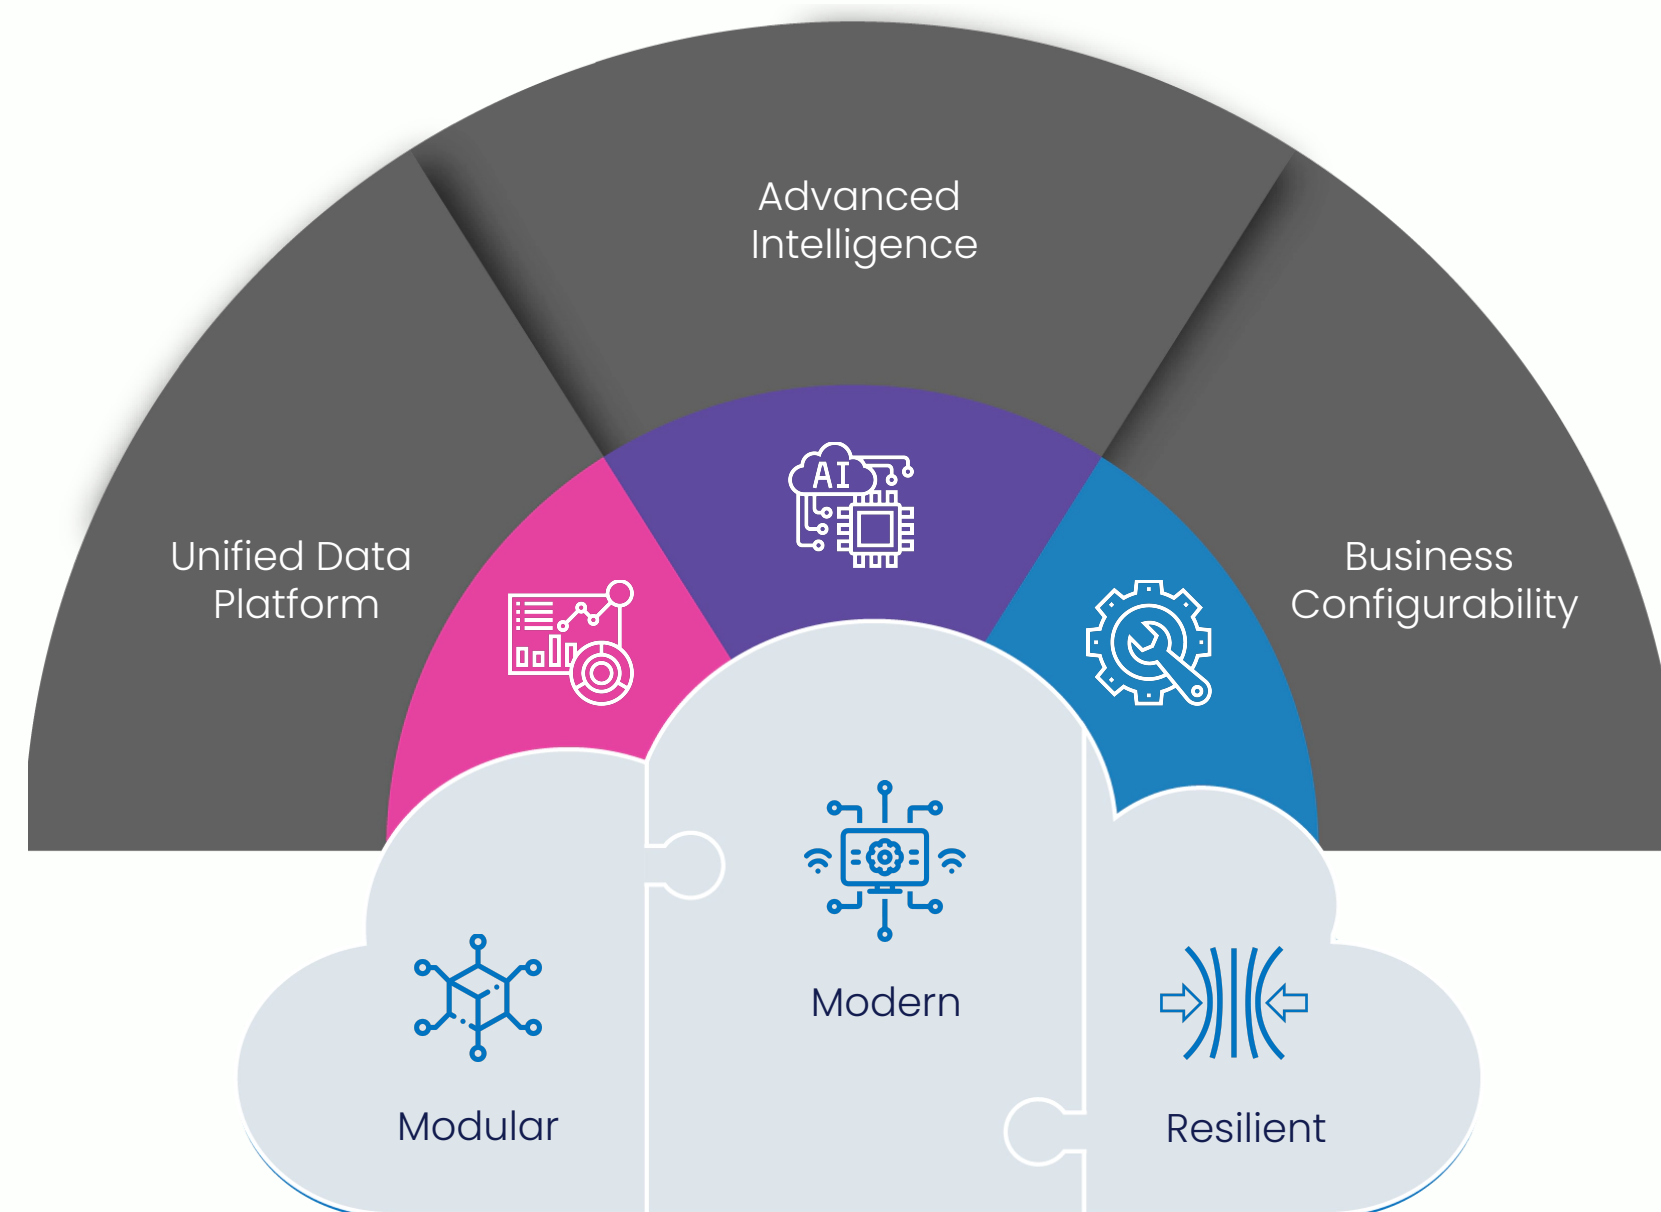 Advanced
Intelligence
AI
Unified Data
Platform
Business
Configurability
Modern
Modular
Resilient